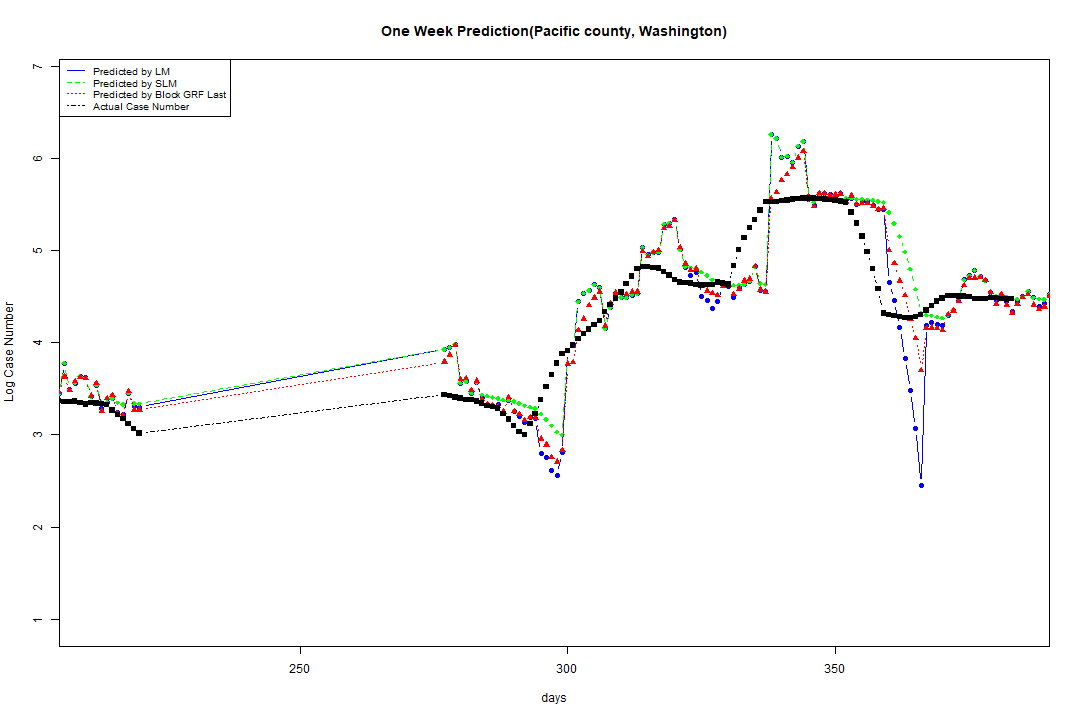 One Week Prediction(Pacific county, Washington)
7
6
5
4
3
2
1
Log Case Number
Predicted by LM
Predicted by SLM
Predicted by Block GRF Last
Actual Case Number
250
300
350
days